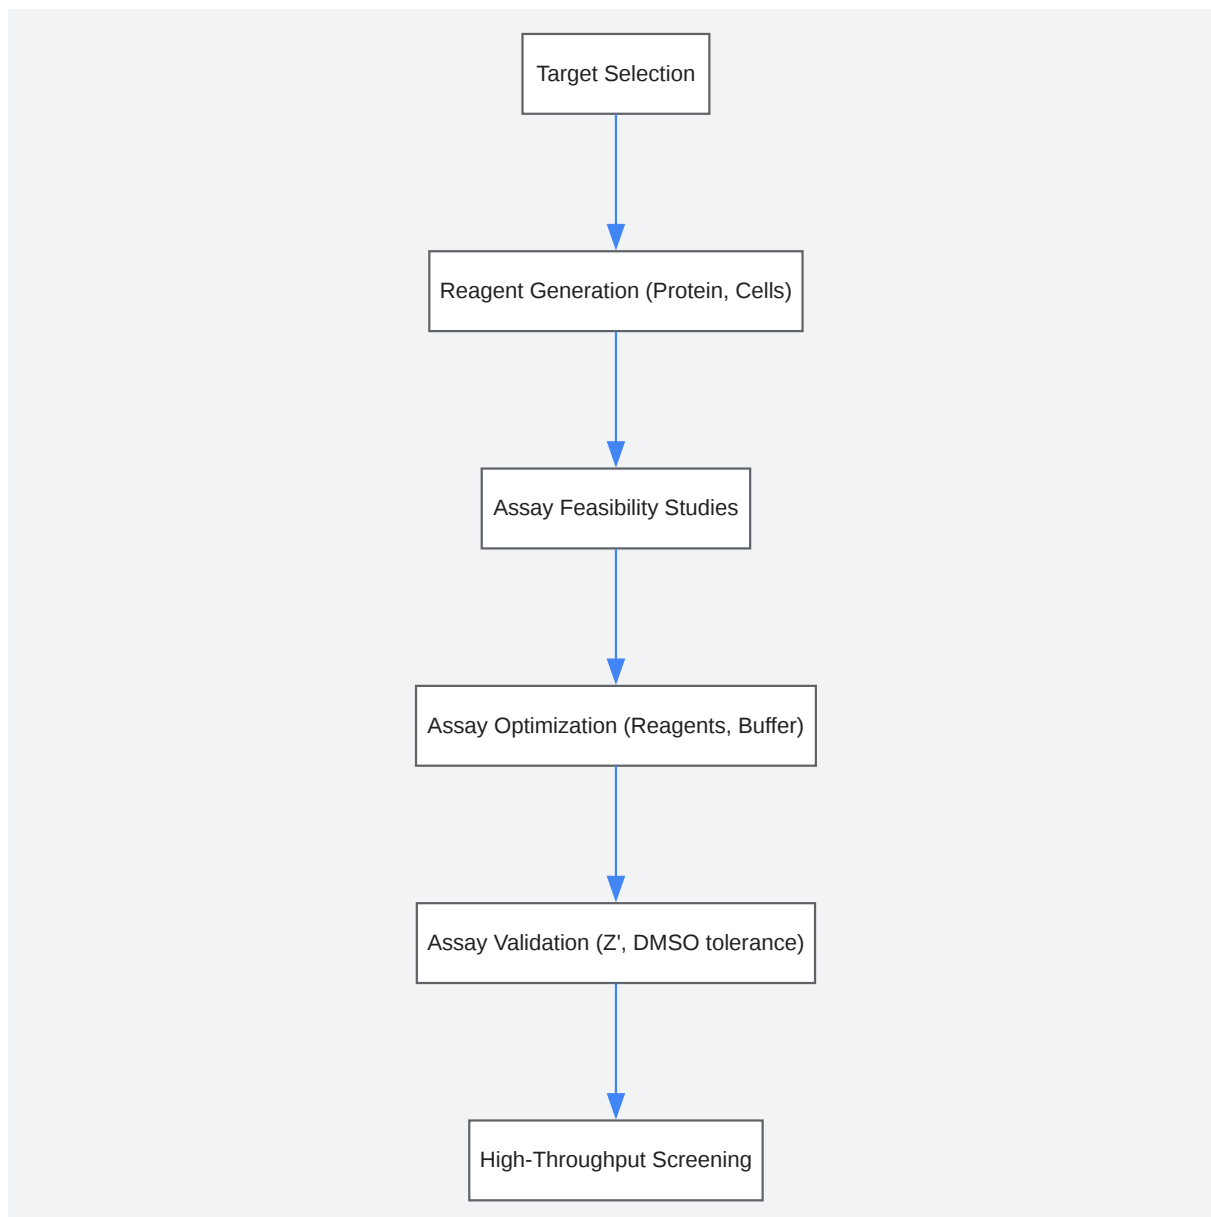 Target Selection
Reagent Generation (Protein, Cells)
Assay Feasibility Studies
Assay Optimization (Reagents, Buffer)
Assay Validation (Z', DMSO tolerance)
High-Throughput Screening